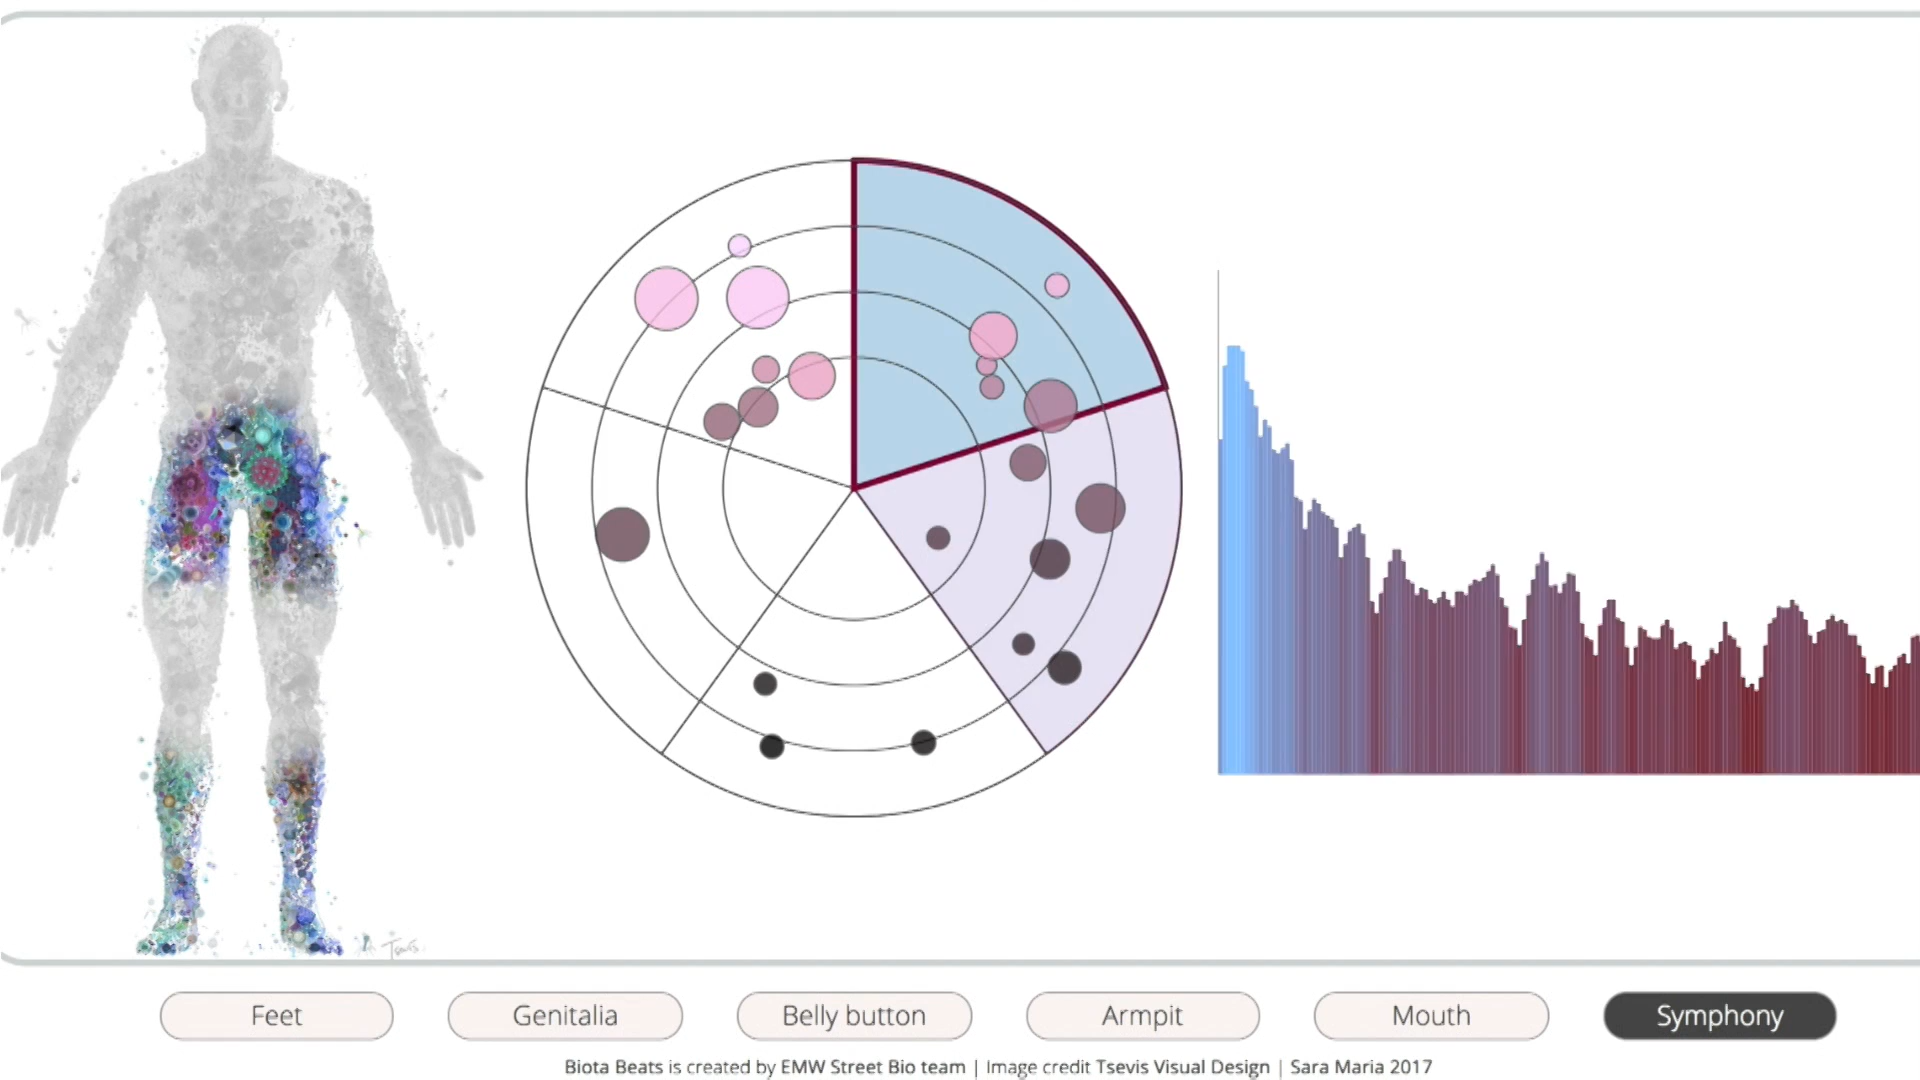 Tsevis
Feet
Genitalia
Belly button
Armpit
Mouth
Symphony
Biota Beats is created by EMW Street Bio team | Image credit Tsevis Visual Design | Sara Maria 2017